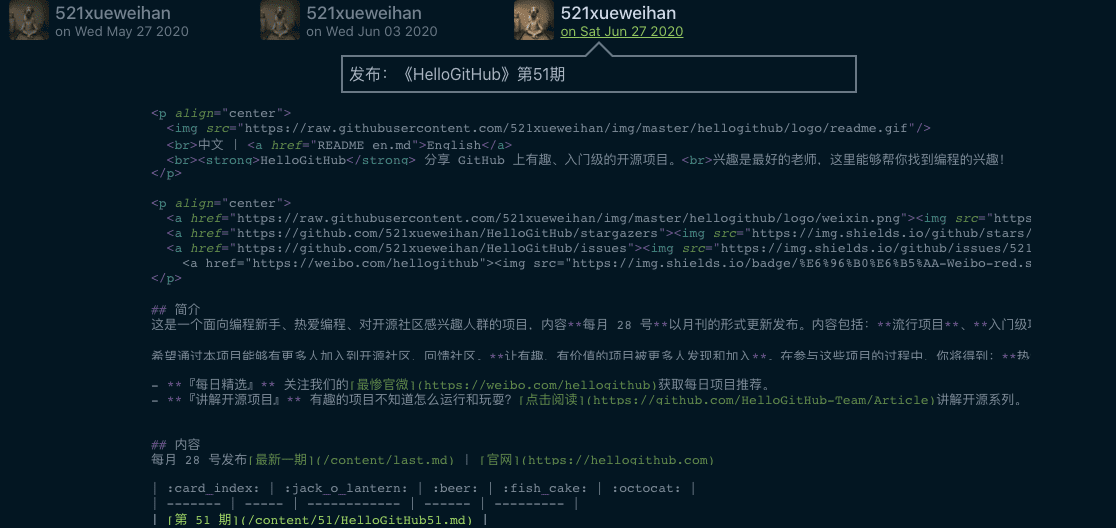 521xueweihan
on Wed May 27 2020
521xueweihan
on Wed Jun 03 2020
521xueweihan
on Sat Jun 27 2020
发布：《HelloGitHub》第51期
<p align="center">
<img src="https://raw.githubusercontent.com/521xueweihan/img/master/hellogithub/logo/readme.gif"/>
<br>中文 | <a href="README_en.md">English</a>
<br><strong>HelloGitHub</strong> 分享 GitHub 上有趣、入门级的开源项目。<br>兴趣是最好的老师，这里能够帮你找到编程的兴趣！
</p>
<p align="center">
<a href="https://raw.githubusercontent.com/521xueweihan/img/master/hellogithub/logo/weixin.png"><img src="https
<a href="https://github.com/521xueweihan/HelloGitHub/stargazers"><img src="https://img.shields.io/github/stars/
<a href="https://github.com/521xueweihan/HelloGitHub/issues"><img src="https://img.shields.io/github/issues/521
<a href="https://weibo.com/hellogithub"><img src="https://img.shields.io/badge/%E6%96%B0%E6%B5%AA-Weibo-red.s
</p>
## 简介
这是一个面向编程新手、热爱编程、对开源社区感兴趣人群的项目，内容**每月 28 号**以月刊的形式更新发布。内容包括：**流行项目**、**入门级项
希望通过本项目能够有更多人加入到开源社区、回馈社区。**让有趣、有价值的项目被更多人发现和加入**。在参与这些项目的过程中，你将得到：**热
- **『每日精选』** 关注我们的[最惨官微](https://weibo.com/hellogithub)获取每日项目推荐。
- **『讲解开源项目』** 有趣的项目不知道怎么运行和玩耍？[点击阅读](https://github.com/HelloGitHub-Team/Article)讲解开源系列。
## 内容
每月 28 号发布[最新一期](/content/last.md) | [官网](https://hellogithub.com)
| :card_index: | :jack_o_lantern: | :beer: | :fish_cake: | :octocat: |
| ------- | ----- | ------------ | ------ | --------- |
| [第 51 期](/content/51/HelloGitHub51.md) |